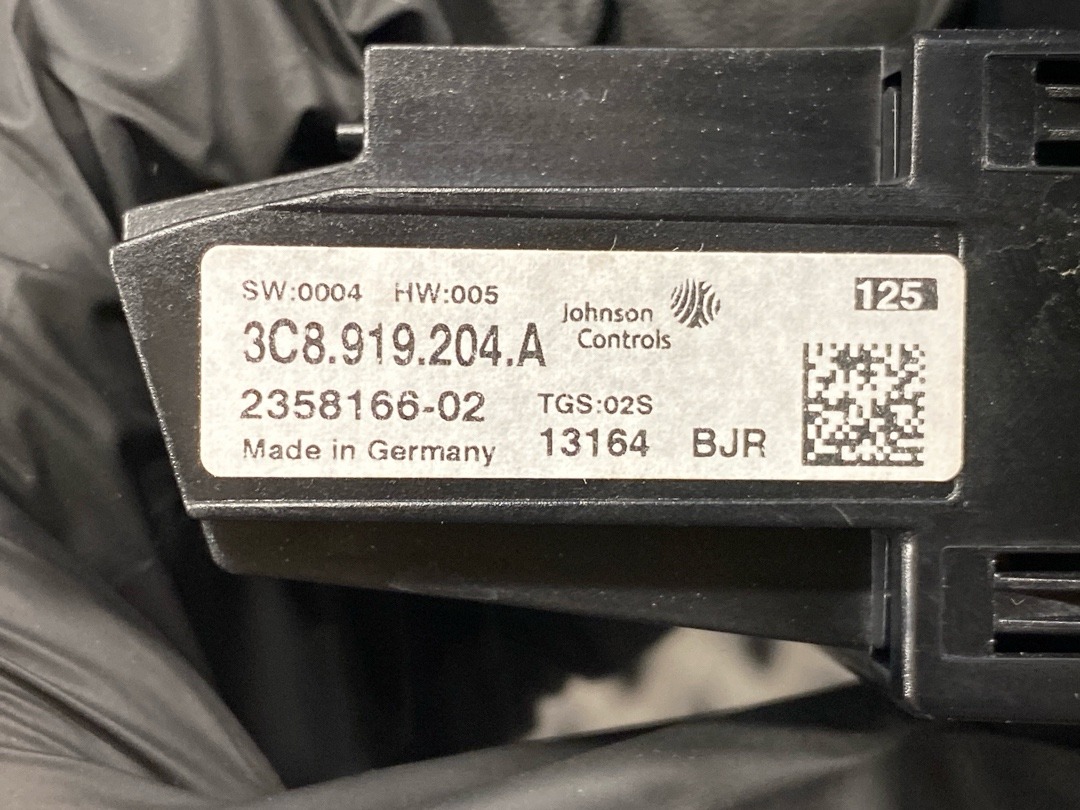 SW:0004 HW:005
Johnson
Controls
125
3C8.919.204.A
2358166-02
TGS:02S
Made in Germany
13164 BJR